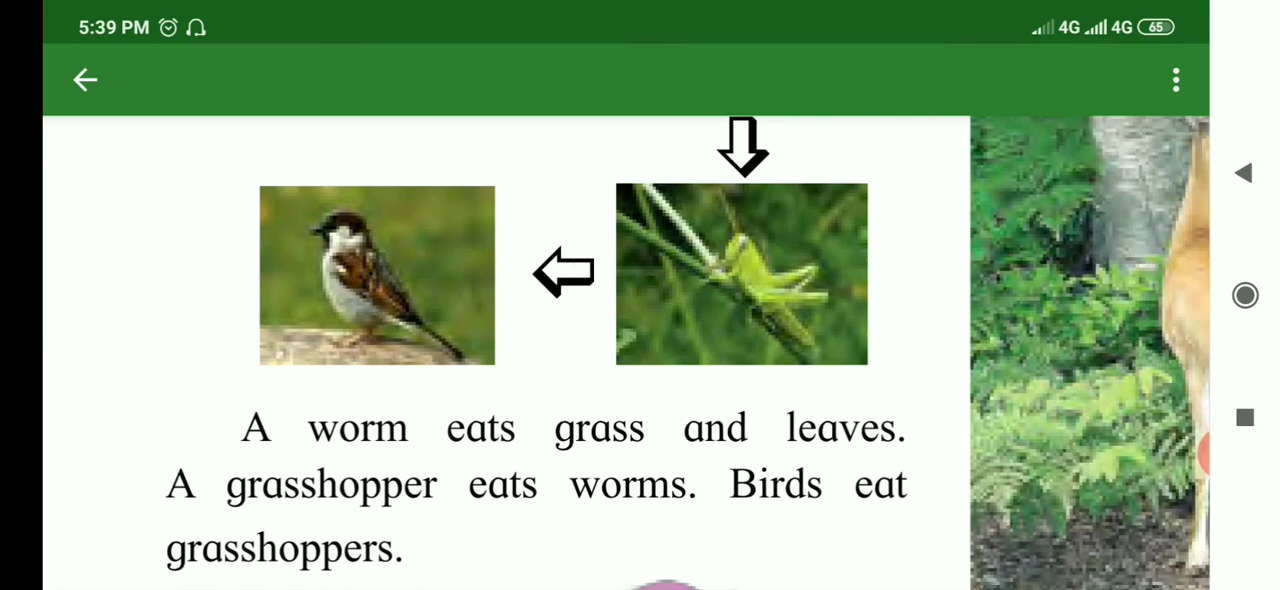 5:39 PM 4G 4G 65
A worm eats grass and leaves.
A grasshopper eats worms. Birds eat
grasshoppers.